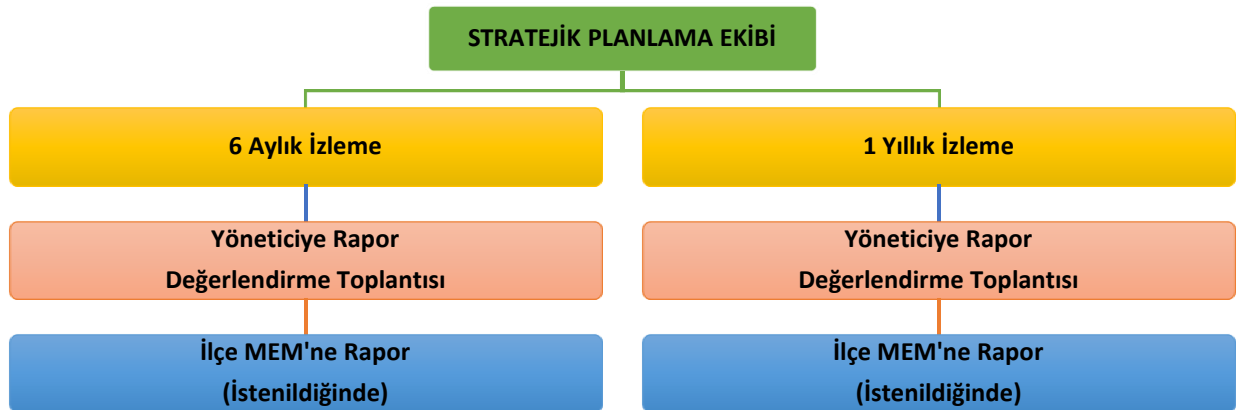 STRATEJİK PLANLAMA EKİBİ
6 Aylık İzleme
1 Yıllık İzleme
Yöneticiye Rapor
Değerlendirme Toplantısı
Yöneticiye Rapor
Değerlendirme Toplantısı
İlçe MEM'ne Rapor
(İstenildiğinde)
İlçe MEM'ne Rapor
(İstenildiğinde)